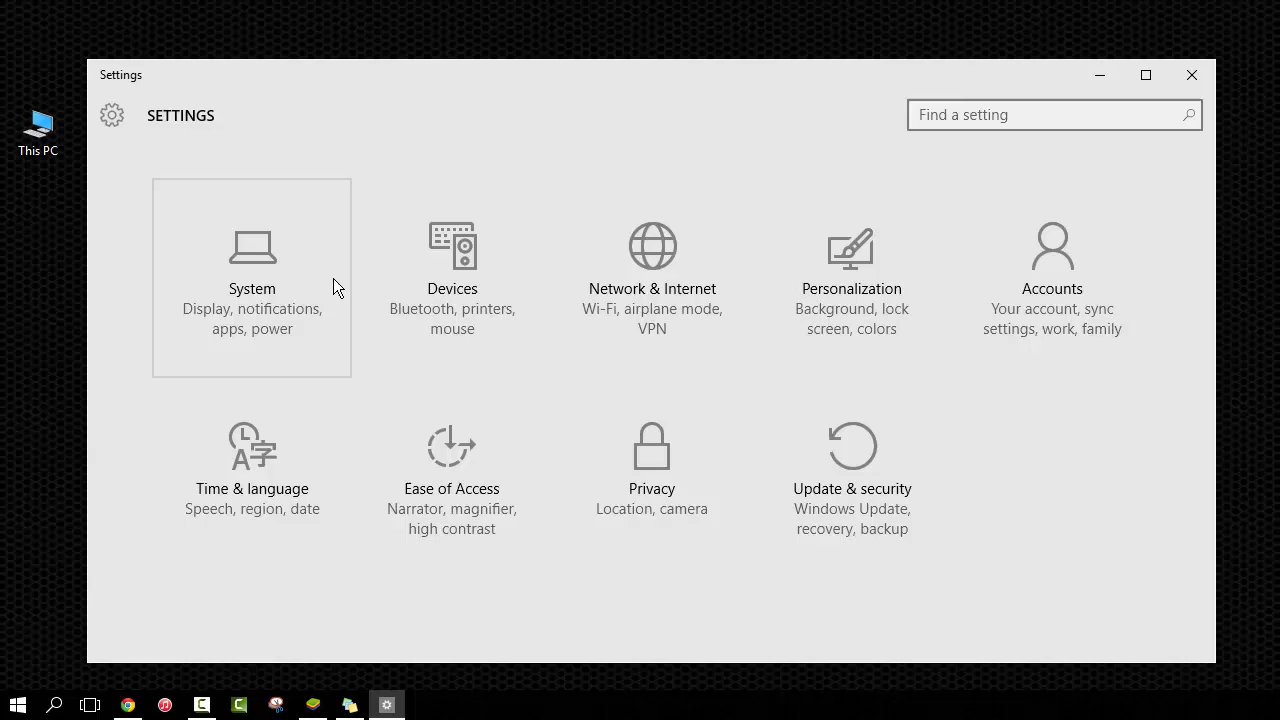 Settings
SETTINGS
Find a setting
This PC
System
Display, notifications,
apps, power
Devices
Bluetooth, printers,
mouse
Network & Internet
Wi-Fi, airplane mode,
VPN
Personalization
Background, lock
screen, colors
Accounts
Your account, sync
settings, work, family
Time & language
Speech, region, date
Ease of Access
Narrator, magnifier,
high contrast
Privacy
Location, camera
Update & security
Windows Update,
recovery, backup